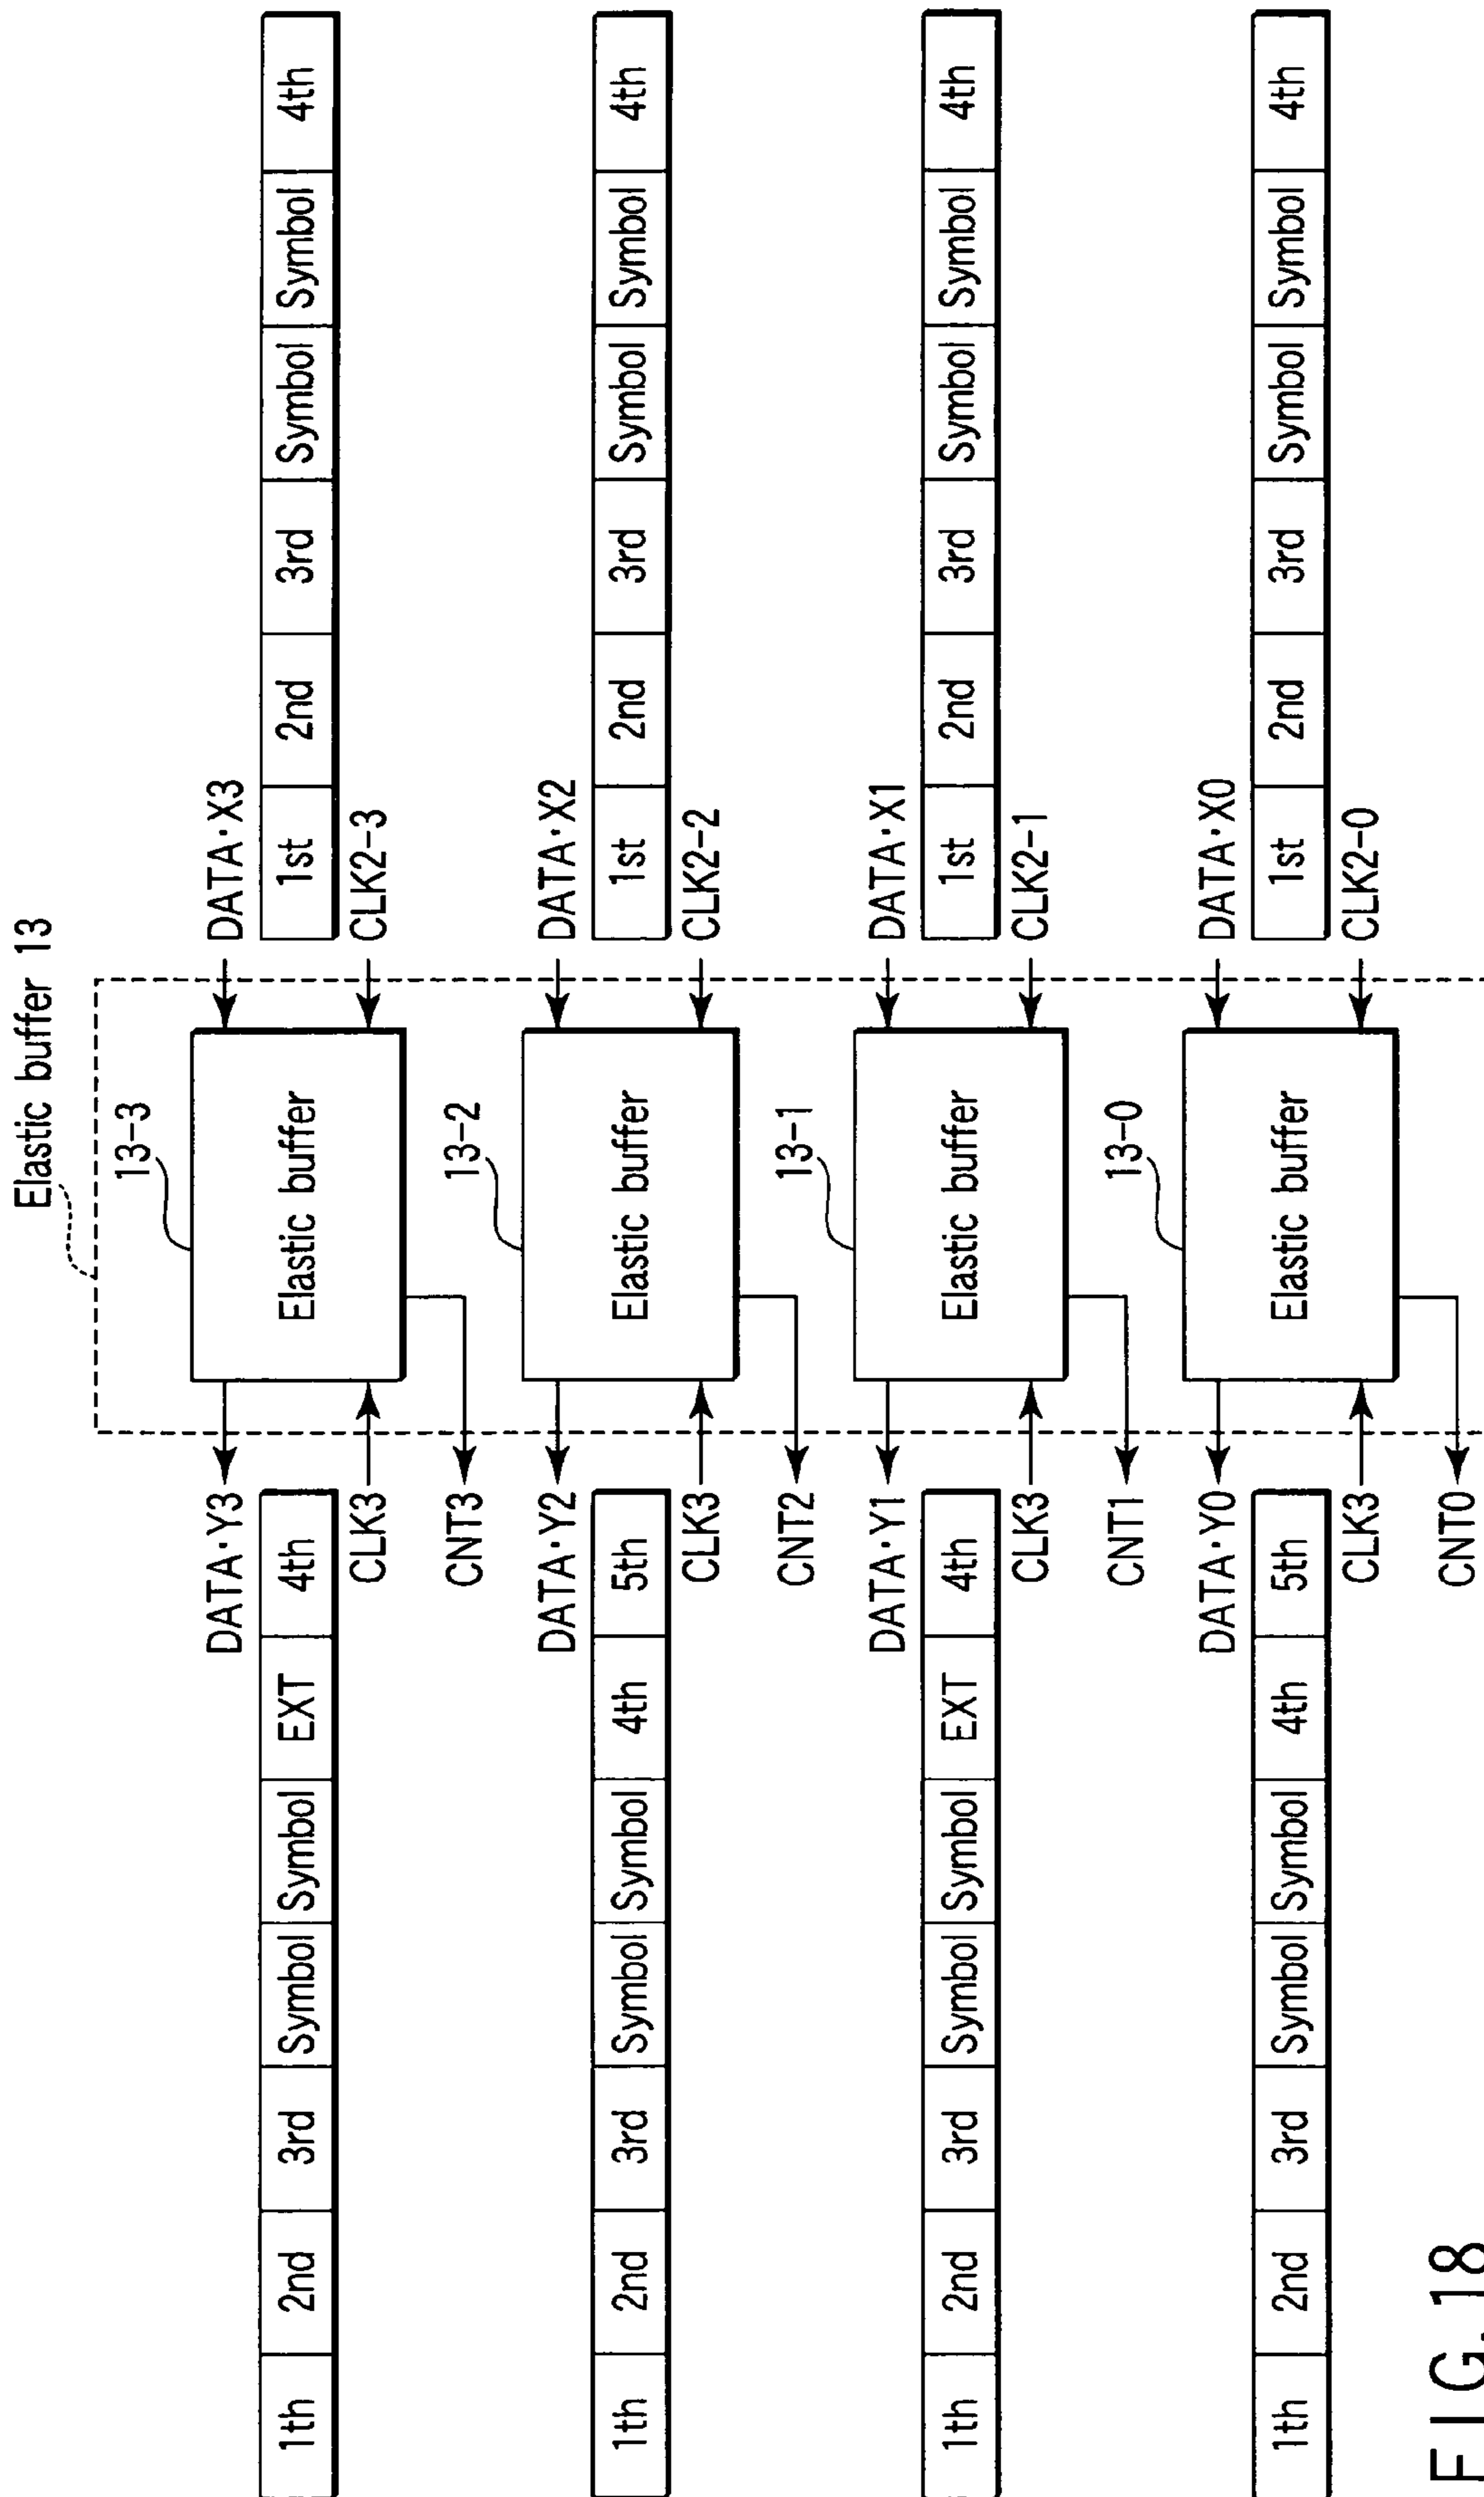 Elastic buffer 13
13-3
DATA·Y3
DATA·X3
1th 2nd 3rd Symbol Symbol EXT 4th
Elastic buffer
1st 2nd 3rd Symbol Symbol 4th
CLK3
CLK2-3
CNT3
13-2
DATA·Y2
DATA·X2
1th 2nd 3rd Symbol Symbol 4th 5th
Elastic buffer
1st 2nd 3rd Symbol Symbol 4th
CLK3
CLK2-2
CNT2
13-1
DATA·Y1
DATA·X1
1th 2nd 3rd Symbol Symbol EXT 4th
Elastic buffer
1st 2nd 3rd Symbol Symbol 4th
CLK3
CLK2-1
CNT1
13-0
DATA·Y0
DATA·X0
1th 2nd 3rd Symbol Symbol 4th 5th
Elastic buffer
1st 2nd 3rd Symbol Symbol 4th
CLK3
CLK2-0
CNT0
FIG.18